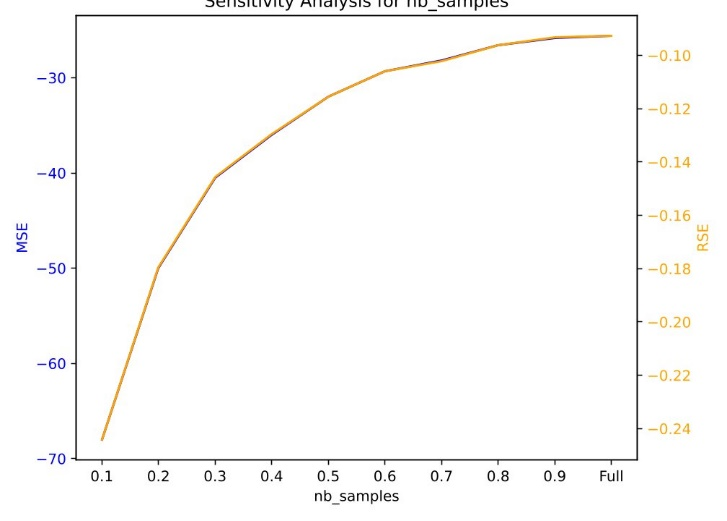 Sensitivity Analysis for nb_samples
−30
−40
−50
−60
−70
MSE
−0.10
−0.12
−0.14
−0.16
−0.18
−0.20
−0.22
−0.24
RSE
0.1 0.2 0.3 0.4 0.5 0.6 0.7 0.8 0.9 Full
nb_samples